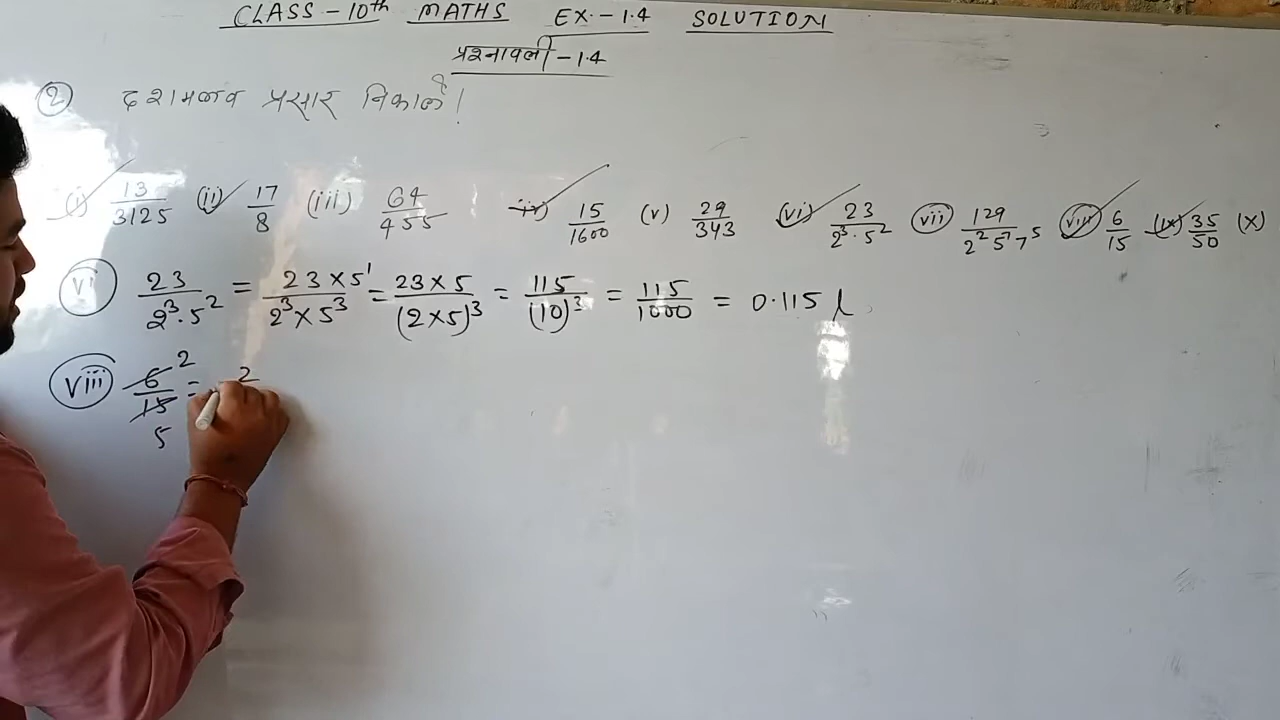 CLASS - 10th MATHS EX.- 1.4 SOLUTION
प्रश्नावली - 1.4
② दशमलव प्रसार निकालें!
(i) 13/3125 (ii) 17/8 (iii) 64/455 (iv) 15/1600 (v) 29/343 (vi) 23/2³·5² (vii) 129/2²5⁷7⁵ (viii) 6/15 (ix) 35/50 (X)
vi 23/2³·5² = 23×5¹/2³×5³ = 23×5/(2×5)³ = 115/(10)³ = 115/1000 = 0.115
viii 6/15 = 2
2
5